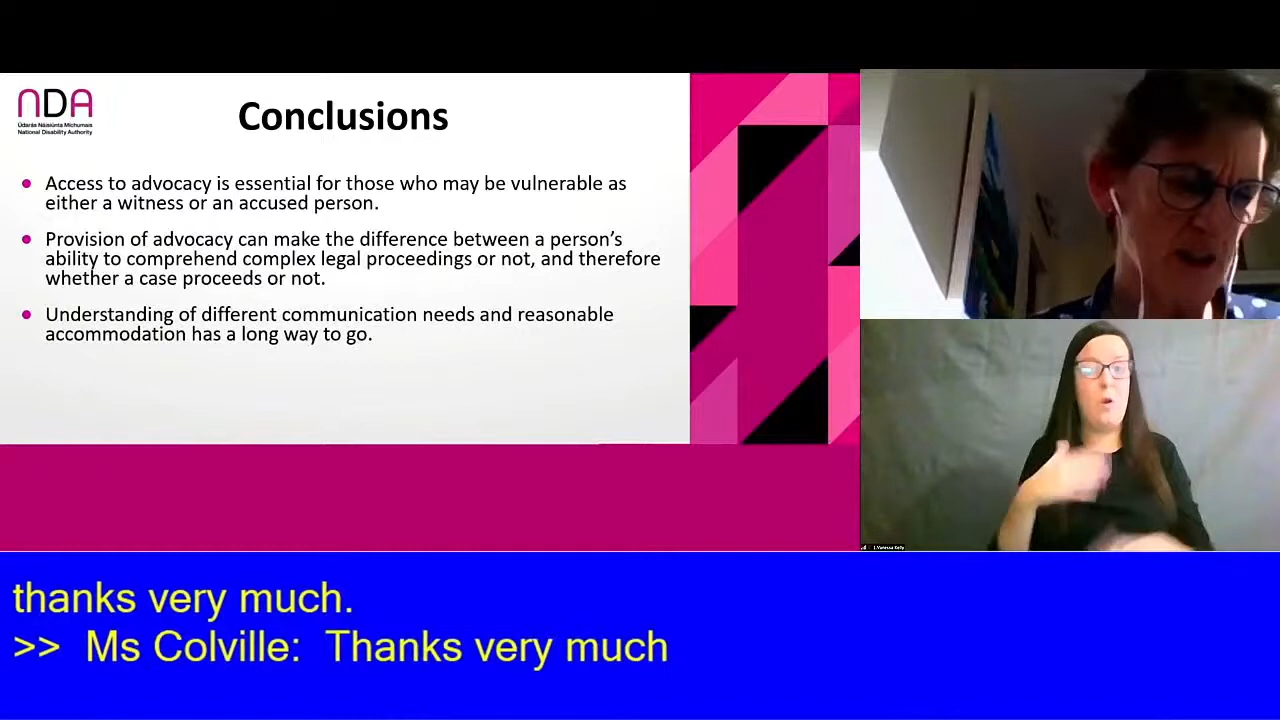 NDA
Údarás Náisiúnta Míchumais
National Disability Authority
Conclusions
Access to advocacy is essential for those who may be vulnerable as
either a witness or an accused person.
Provision of advocacy can make the difference between a person's
ability to comprehend complex legal proceedings or not, and therefore
whether a case proceeds or not.
Understanding of different communication needs and reasonable
accommodation has a long way to go.
thanks very much.
>> Ms Colville: Thanks very much